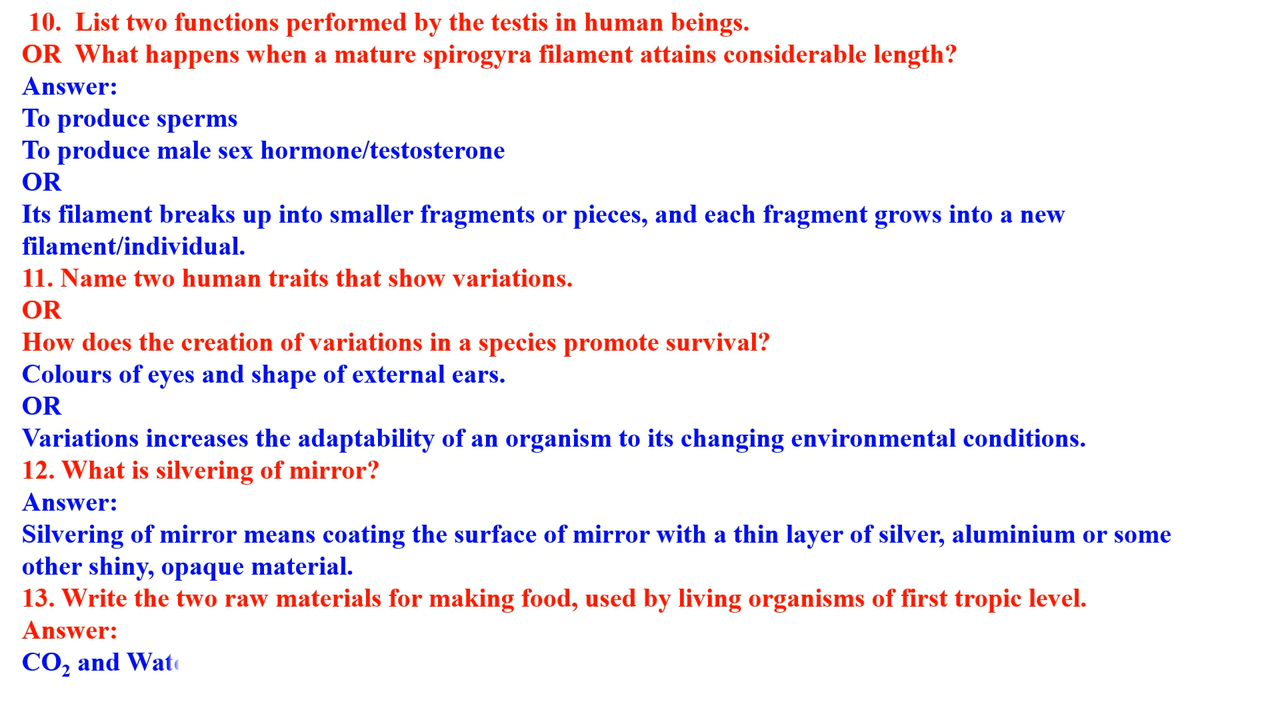 10. List two functions performed by the testis in human beings.
OR What happens when a mature spirogyra filament attains considerable length?
Answer:
To produce sperms
To produce male sex hormone/testosterone
OR
Its filament breaks up into smaller fragments or pieces, and each fragment grows into a new
filament/individual.
11. Name two human traits that show variations.
OR
How does the creation of variations in a species promote survival?
Colours of eyes and shape of external ears.
OR
Variations increases the adaptability of an organism to its changing environmental conditions.
12. What is silvering of mirror?
Answer:
Silvering of mirror means coating the surface of mirror with a thin layer of silver, aluminium or some
other shiny, opaque material.
13. Write the two raw materials for making food, used by living organisms of first tropic level.
Answer:
CO₂ and Wat